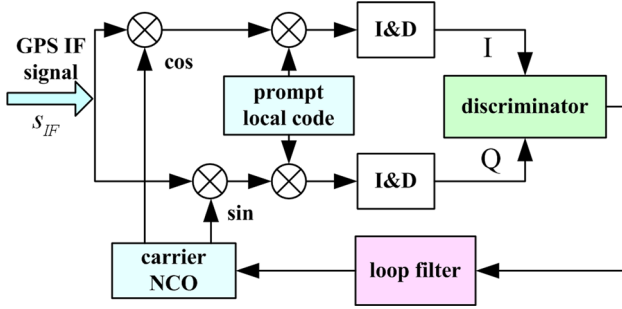 GPS IF
signal
s_IF
cos
I&D
I
prompt
local code
discriminator
sin
I&D
Q
carrier
NCO
loop filter